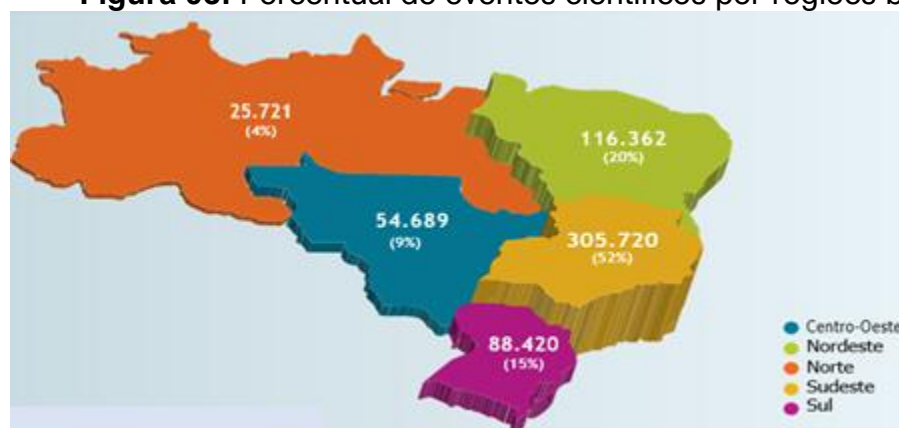 Percentual de eventos científicos por regiões
25.721
(4%)
116.362
(20%)
54.689
(9%)
305.720
(52%)
88.420
(15%)
Centro-Oeste
Nordeste
Norte
Sudeste
Sul